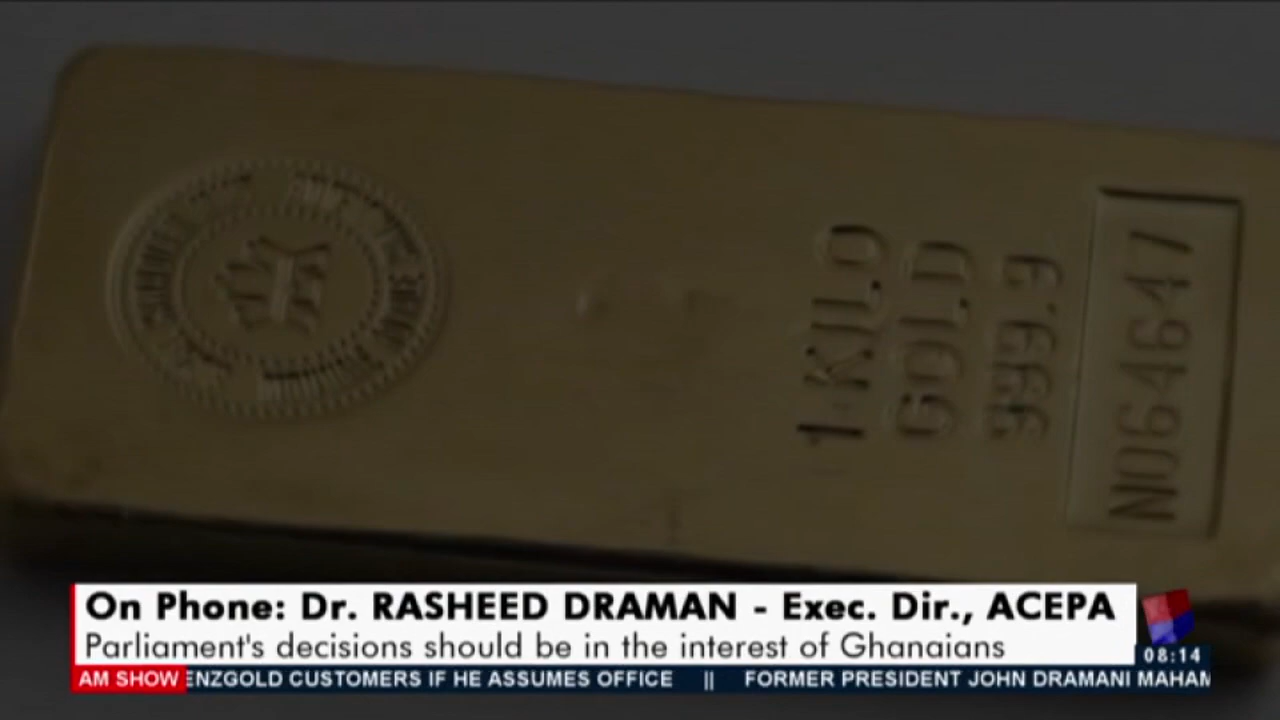 1 KILO
GOLD
999.9
N064647
On Phone: Dr. RASHEED DRAMAN - Exec. Dir., ACEPA
Parliament's decisions should be in the interest of Ghanaians
08:14
AM SHOW ENZGOLD CUSTOMERS IF HE ASSUMES OFFICE || FORMER PRESIDENT JOHN DRAMANI MAHAM